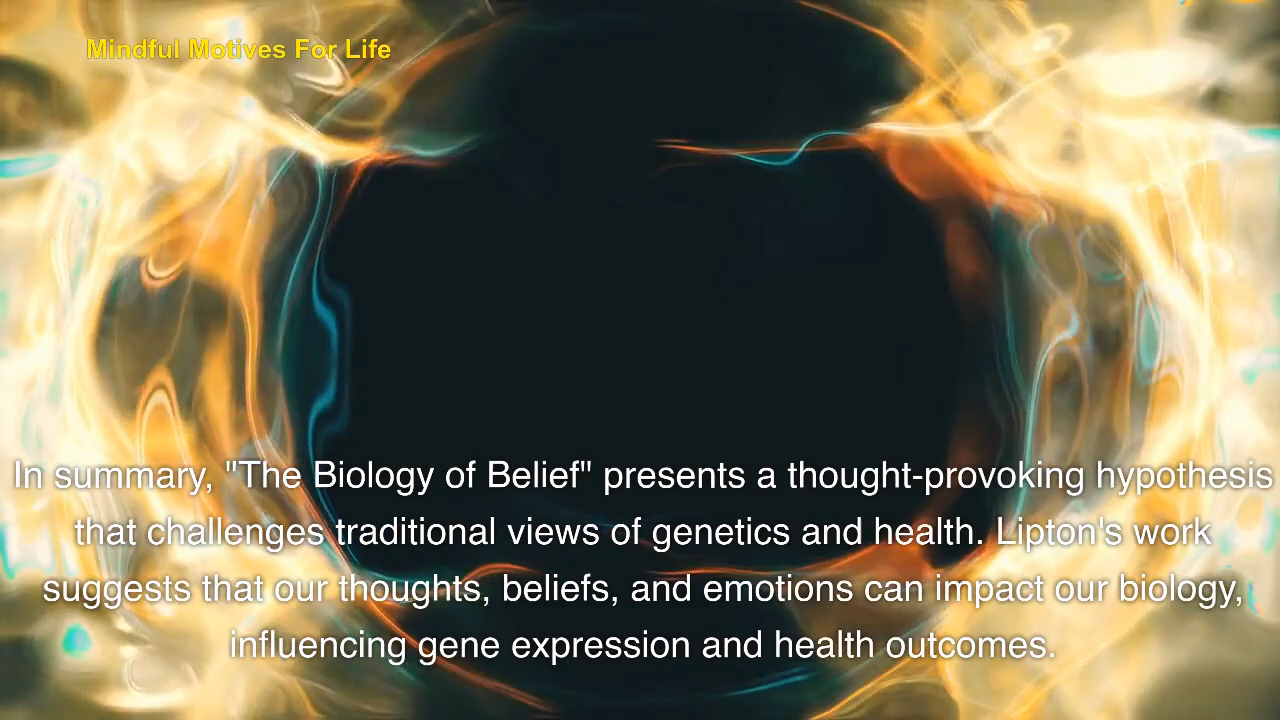 Mindful Motives For Life
In summary, "The Biology of Belief" presents a thought-provoking hypothesis
that challenges traditional views of genetics and health. Lipton's work
suggests that our thoughts, beliefs, and emotions can impact our biology,
influencing gene expression and health outcomes.